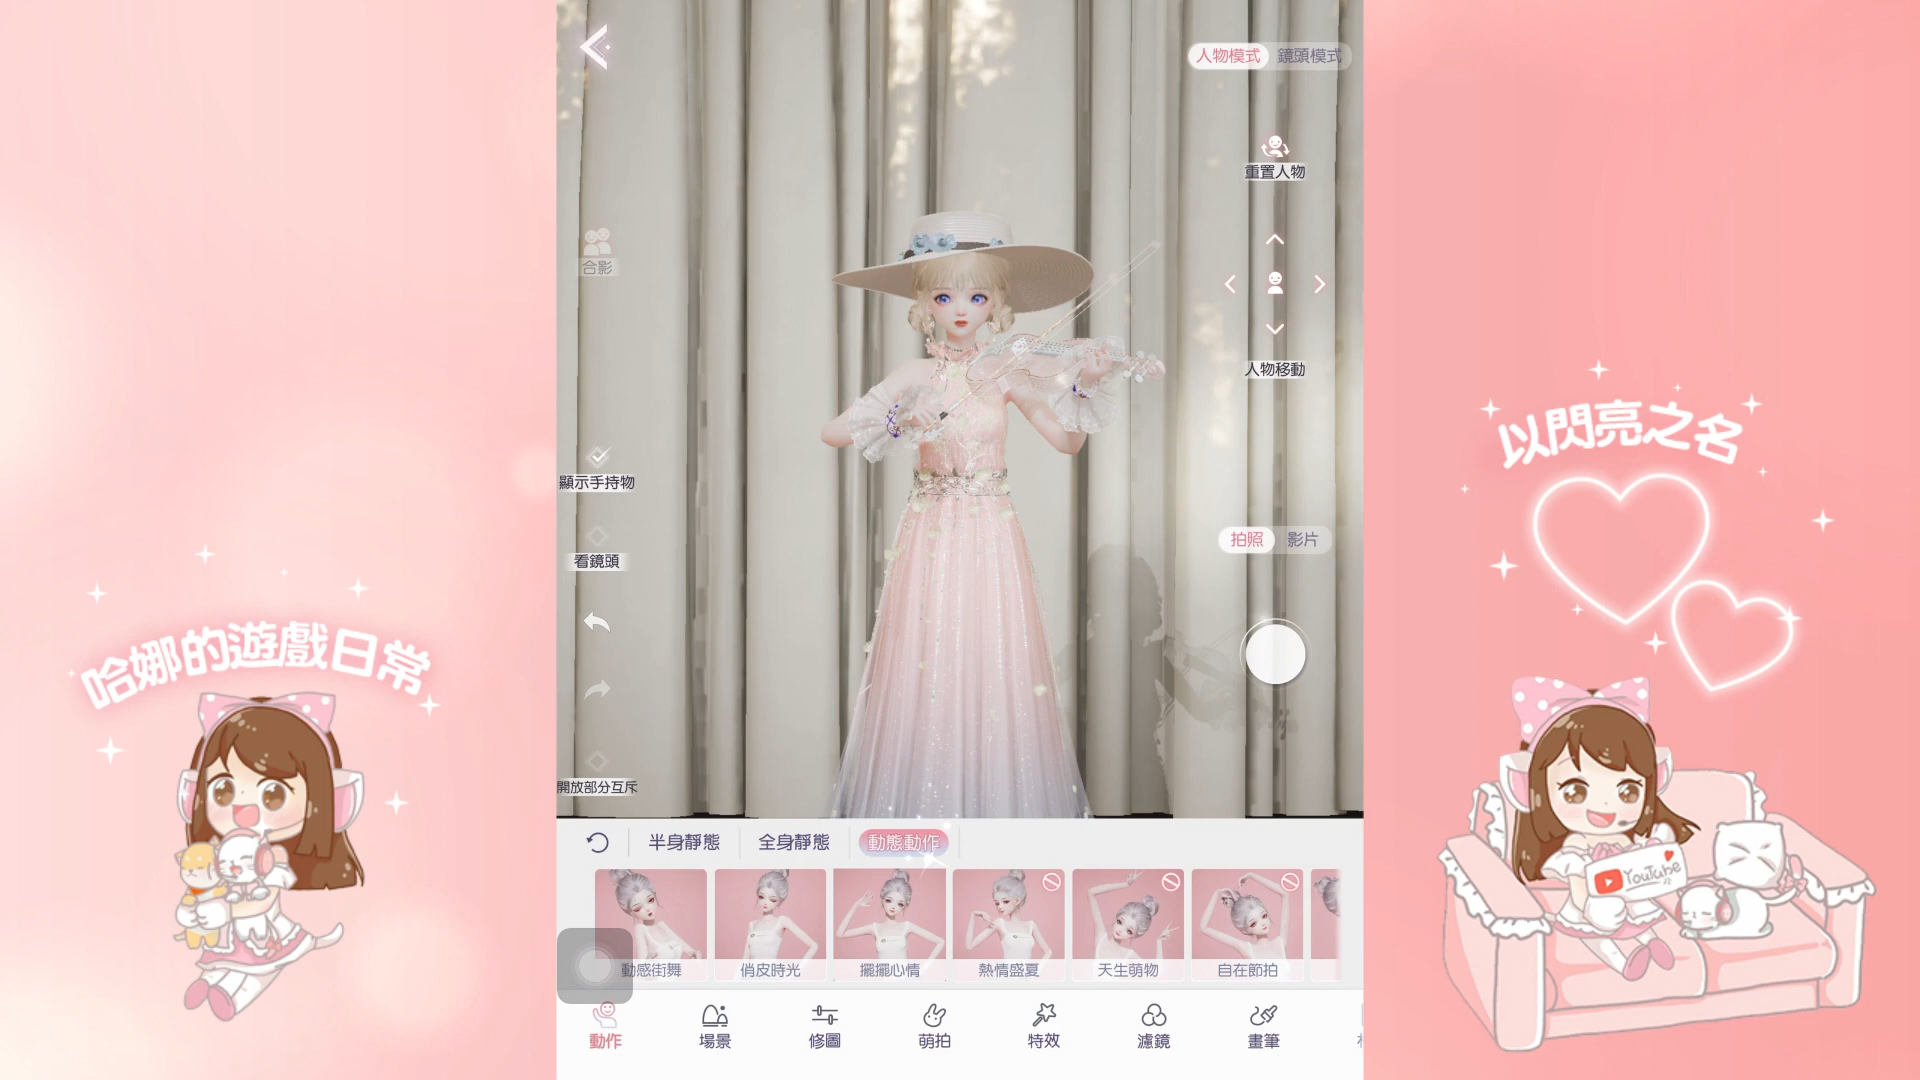 人物模式 鏡頭模式
重置人物
合影
人物移動
以閃亮之名
顯示手持物
拍照 影片
看鏡頭
哈娜的遊戲日常
開放部分互斥
半身靜態 全身靜態 動態動作
YouTube
動感街舞 俏皮時光 擺擺心情 熱情盛夏 天生萌物 自在節拍
動作 場景 修圖 萌拍 特效 濾鏡 畫筆